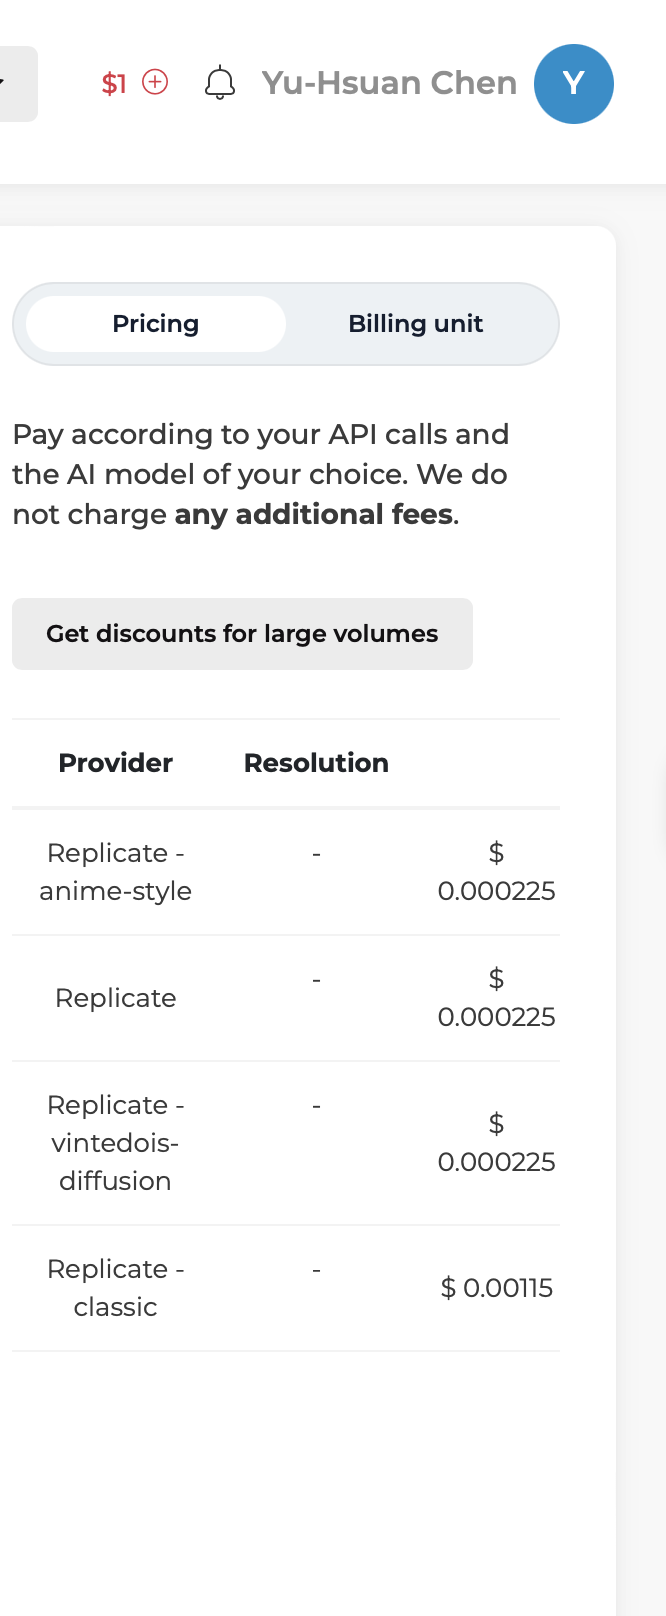 $1 Yu-Hsuan Chen Y
Pricing Billing unit
Pay according to your API calls and
the AI model of your choice. We do
not charge any additional fees.
Get discounts for large volumes
Provider Resolution
Replicate - - $
anime-style 0.000225
Replicate - $
0.000225
Replicate - -
vintedois- $
diffusion 0.000225
Replicate - -
classic $ 0.00115